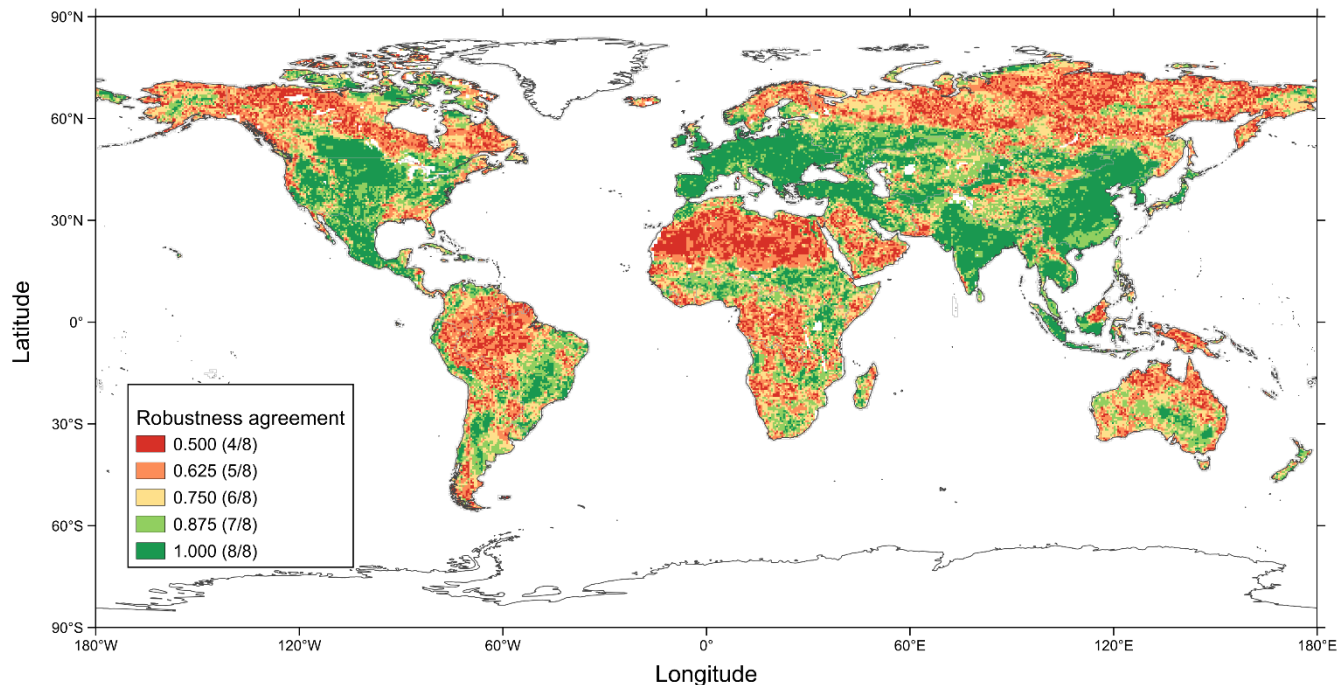 90°N
60°N
30°N
0°
30°S
60°S
90°S
Latitude
Robustness agreement
0.500 (4/8)
0.625 (5/8)
0.750 (6/8)
0.875 (7/8)
1.000 (8/8)
180°W
120°W
60°W
0°
60°E
120°E
180°E
Longitude